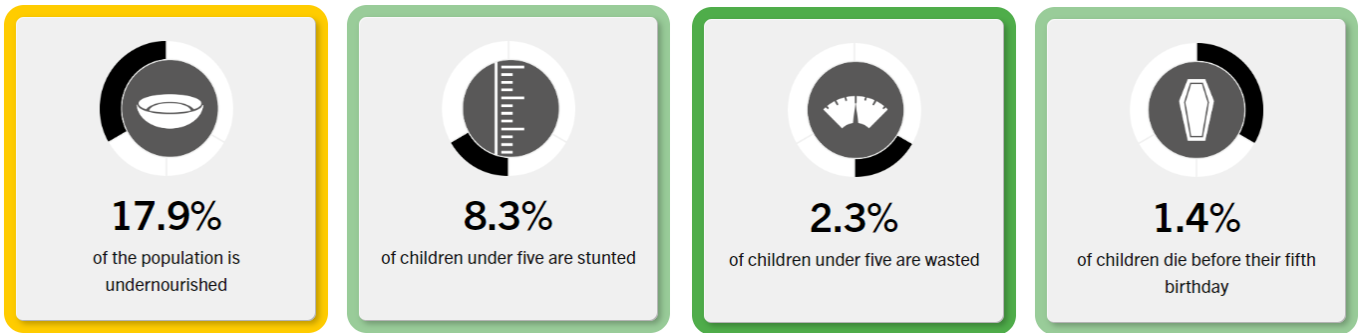 17.9%
of the population is
undernourished
8.3%
of children under five are stunted
2.3%
of children under five are wasted
1.4%
of children die before their fifth
birthday